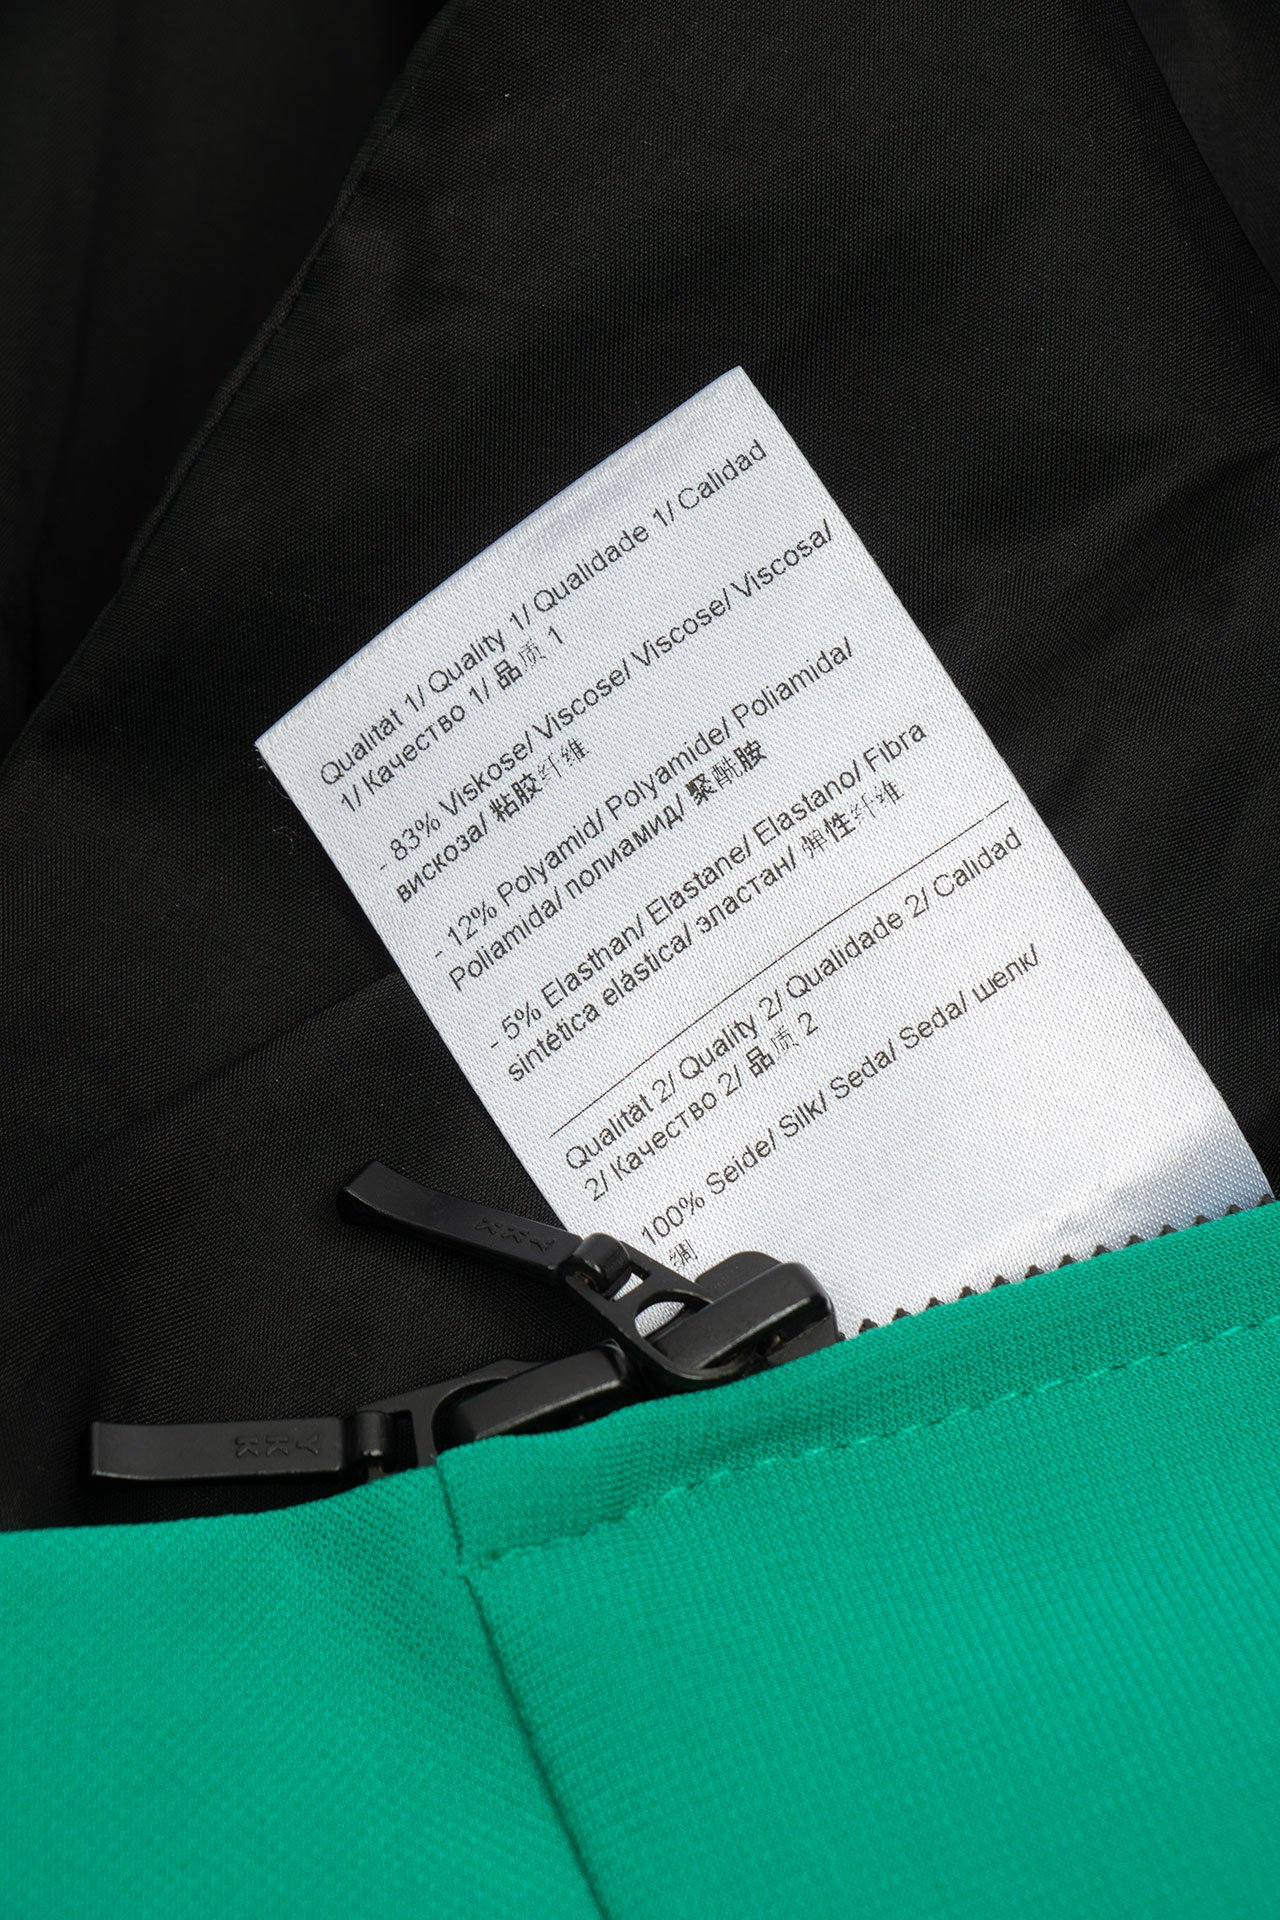 Qualität 1/ Quality 1/ Qualidade 1/ Calidad
1/ Качество 1/ 品质 1
- 83% Viskose/ Viscose/ Viscose/ Viscosa/
вискоза/ 粘胶纤维
- 12% Polyamid/ Polyamide/ Poliamida/
Poliamida/ полиамид/ 聚酰胺
- 5% Elasthan/ Elastane/ Elastano/ Fibra
sintética elástica/ эластан/ 弹性纤维
Qualität 2/ Quality 2/ Qualidade 2/ Calidad
2/ Качество 2/ 品质 2
100% Seide/ Silk/ Seda/ Seda/ шелк/
绸
YKK
YKK